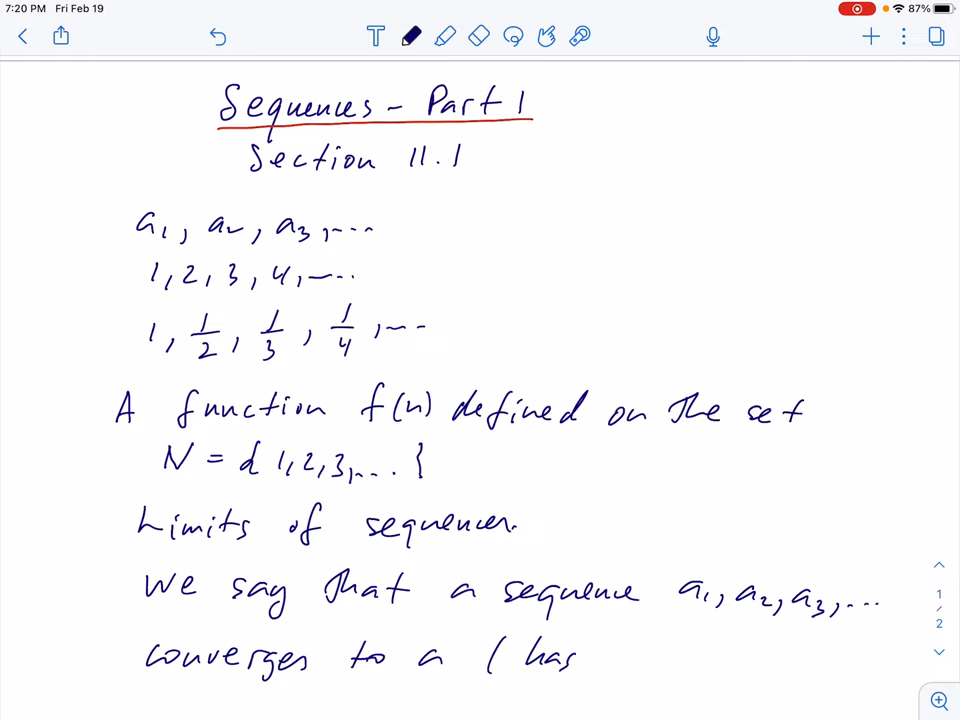 7:20 PM Fri Feb 19
87%
Sequences - Part 1
Section 11.1
a₁, a₂, a₃, ...
1, 2, 3, 4, ...
1, 1/2, 1/3, 1/4, ...
A function f(n) defined on the set
N = { 1, 2, 3, ... }
Limits of sequences.
We say that a sequence a₁, a₂, a₃, ...
converges to a ( has
1
/
2